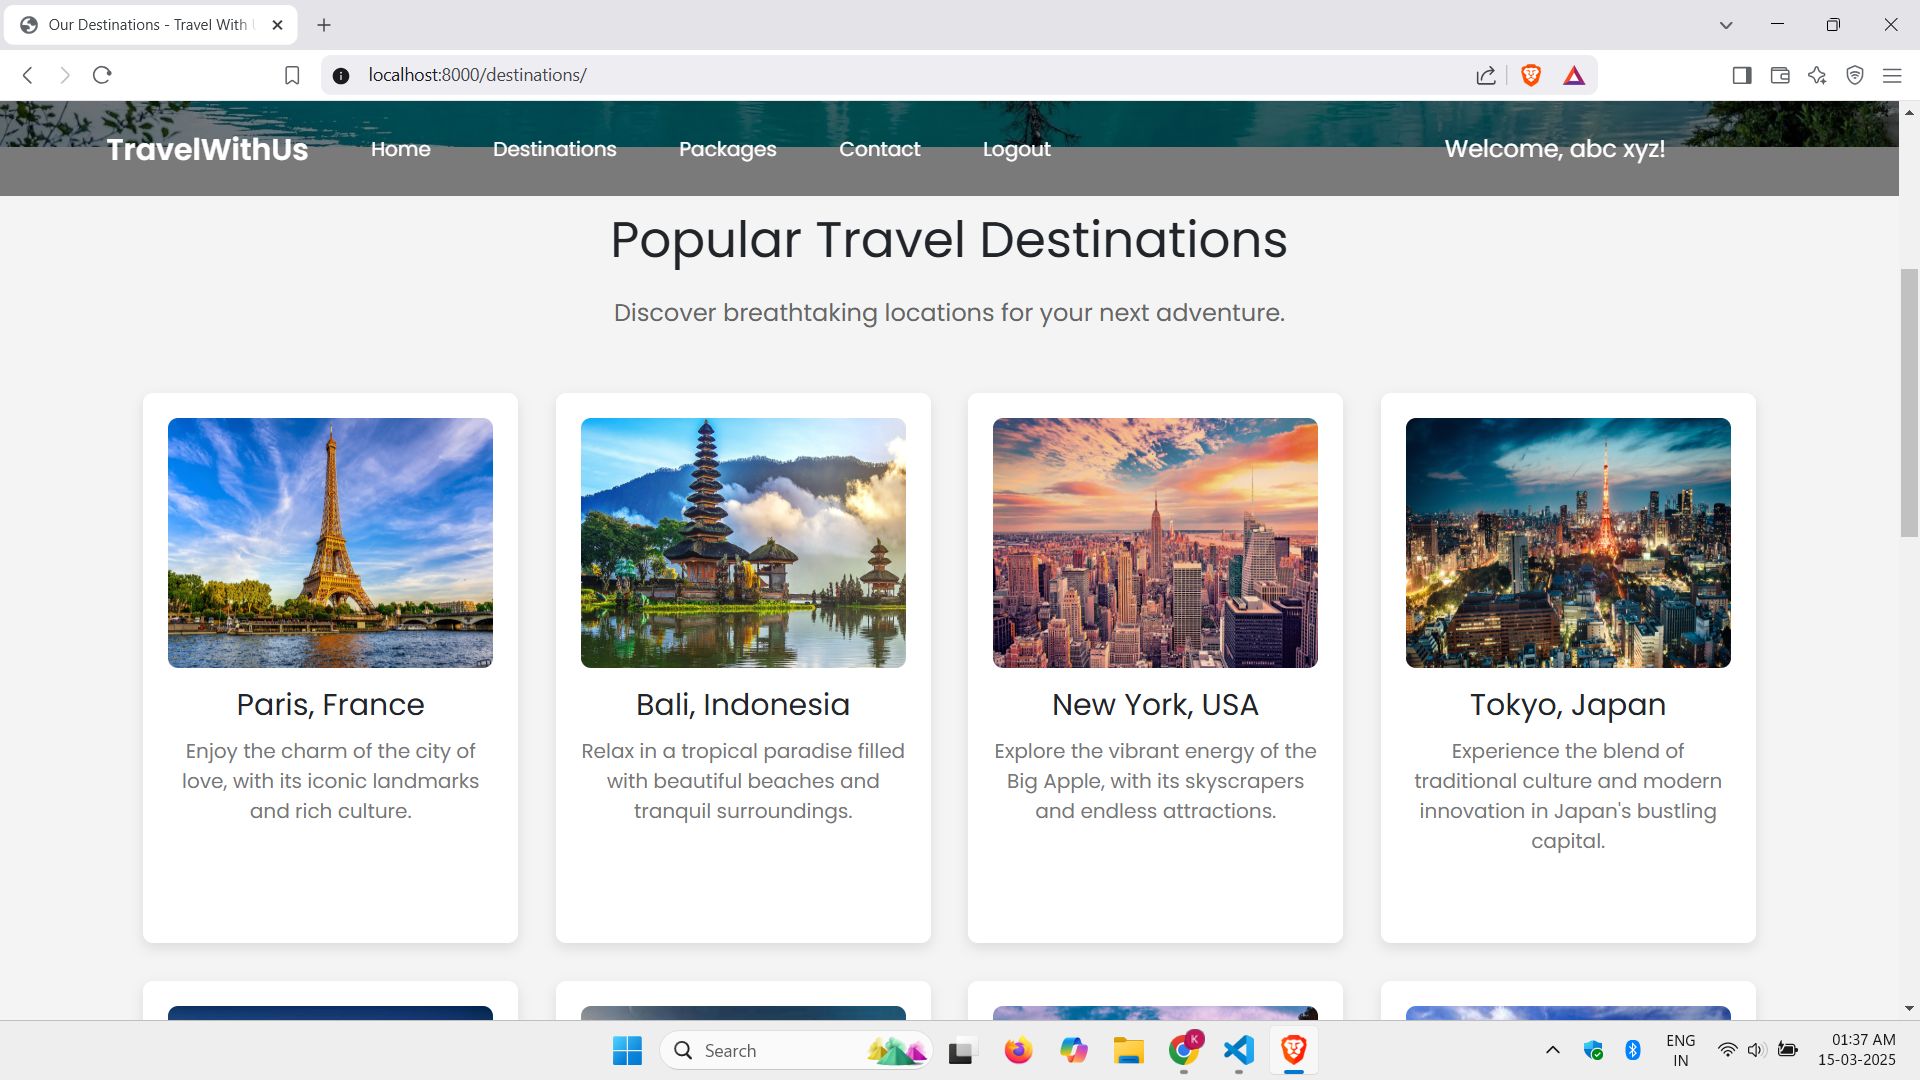 Our Destinations - Travel With
localhost:8000/destinations/
TravelWithUs Home Destinations Packages Contact Logout Welcome, abc xyz!
Popular Travel Destinations
Discover breathtaking locations for your next adventure.
Paris, France
Enjoy the charm of the city of
love, with its iconic landmarks
and rich culture.
Bali, Indonesia
Relax in a tropical paradise filled
with beautiful beaches and
tranquil surroundings.
New York, USA
Explore the vibrant energy of the
Big Apple, with its skyscrapers
and endless attractions.
Tokyo, Japan
Experience the blend of
traditional culture and modern
innovation in Japan's bustling
capital.
Search
K
ENG
IN
01:37 AM
15-03-2025